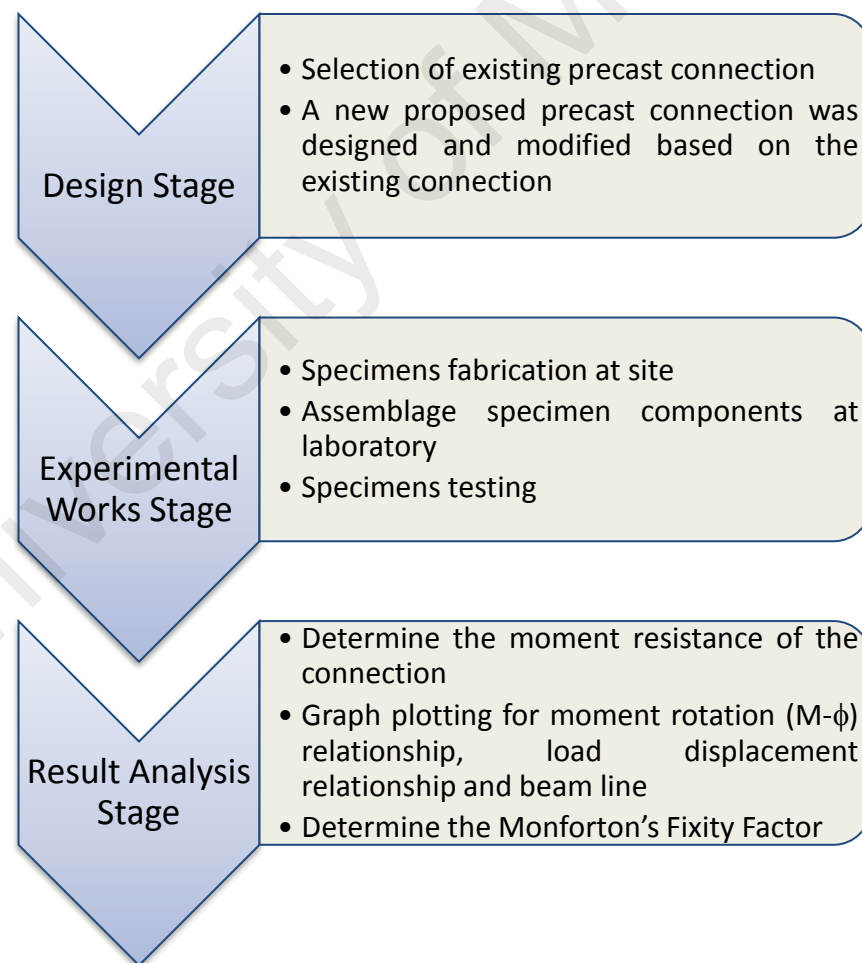 • Selection of existing precast connection
• A new proposed precast connection was
designed and modified based on the
existing connection
Design Stage
• Specimens fabrication at site
• Assemblage specimen components at
laboratory
• Specimens testing
Experimental
Works Stage
• Determine the moment resistance of the
connection
• Graph plotting for moment rotation (M-ϕ)
relationship, load displacement
relationship and beam line
• Determine the Monforton’s Fixity Factor
Result Analysis
Stage
University of M